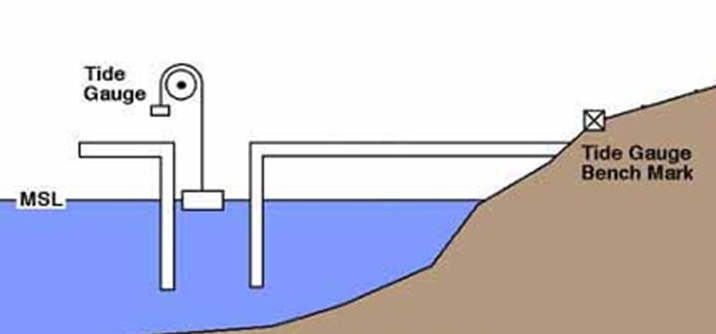 Tide
Gauge
MSL
Tide Gauge
Bench Mark